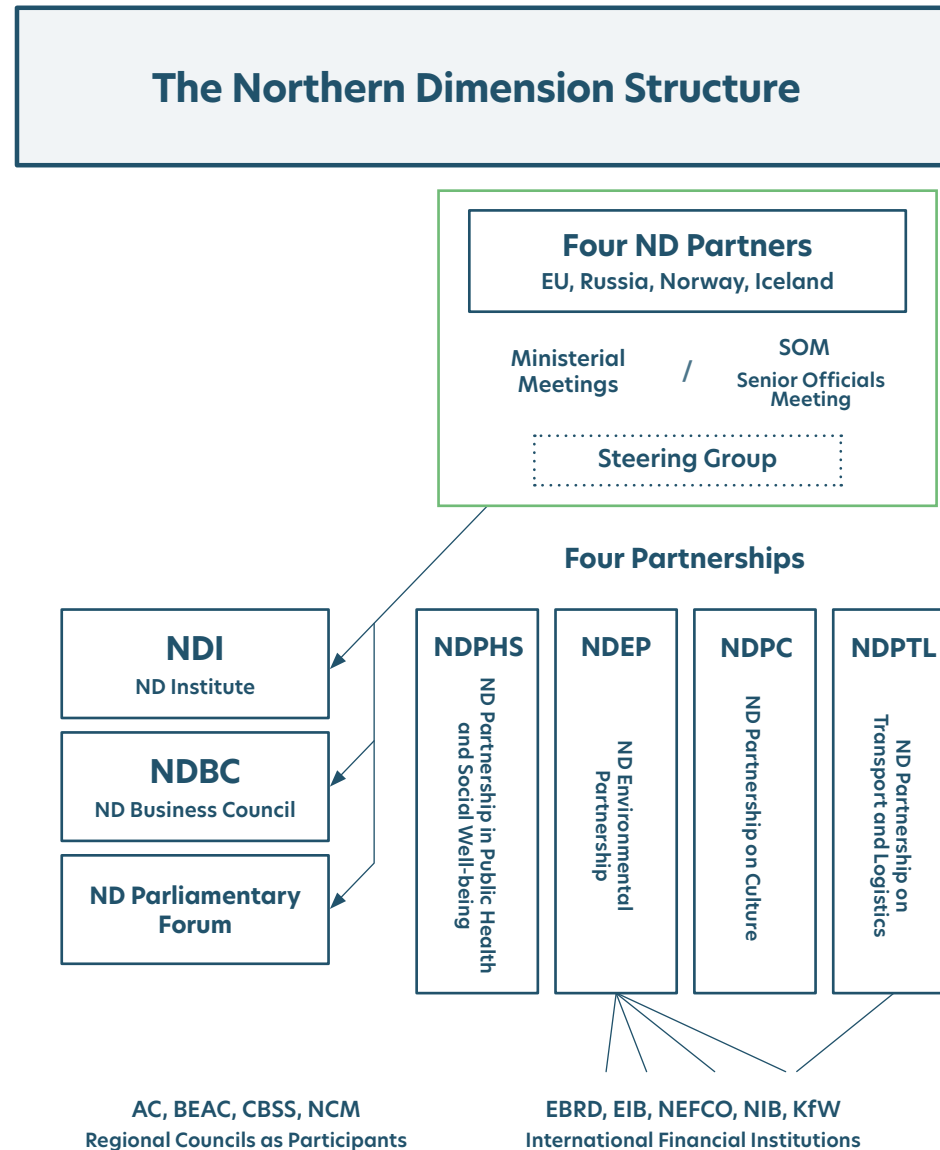 The Northern Dimension Structure
Four ND Partners
EU, Russia, Norway, Iceland
Ministerial
Meetings
/
SOM
Senior Officials
Meeting
Steering Group
Four Partnerships
NDI
ND Institute
NDBC
ND Business Council
ND Parliamentary
Forum
NDPHS
ND Partnership in Public Health
and Social Well-being
NDEP
ND Environmental
Partnership
NDPC
ND Partnership on Culture
NDPTL
ND Partnership on
Transport and Logistics
AC, BEAC, CBSS, NCM
Regional Councils as Participants
EBRD, EIB, NEFCO, NIB, KfW
International Financial Institutions